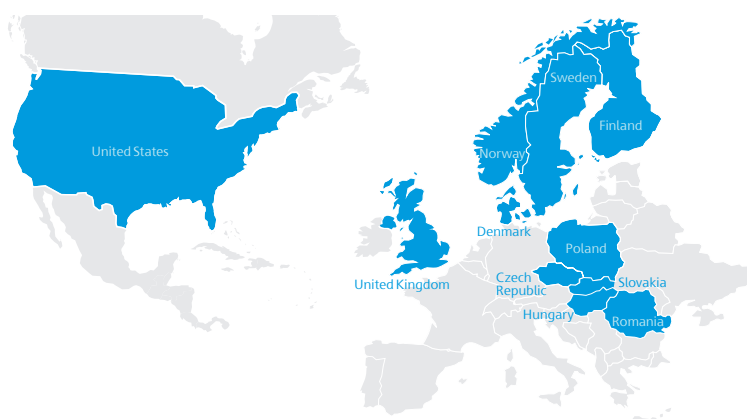 Sweden
Finland
United States
Norway
Denmark
Poland
Czech
Republic
Slovakia
United Kingdom
Hungary
Romania